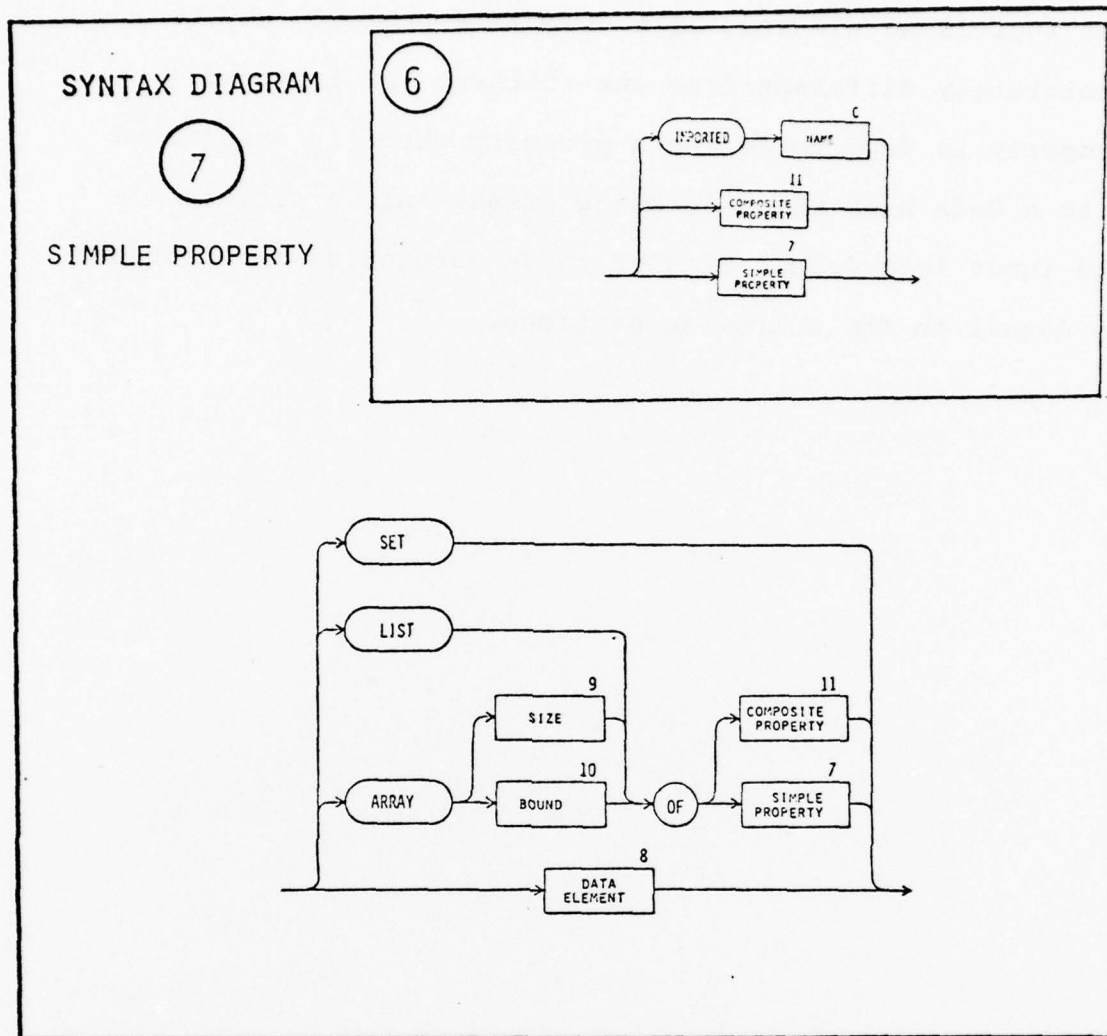 SYNTAX DIAGRAM
7
SIMPLE PROPERTY
6
IMPORTED
C
NAME
11
COMPOSITE
PROPERTY
7
SIMPLE
PROPERTY
SET
LIST
9
SIZE
11
COMPOSITE
PROPERTY
ARRAY
10
BOUND
OF
7
SIMPLE
PROPERTY
8
DATA
ELEMENT